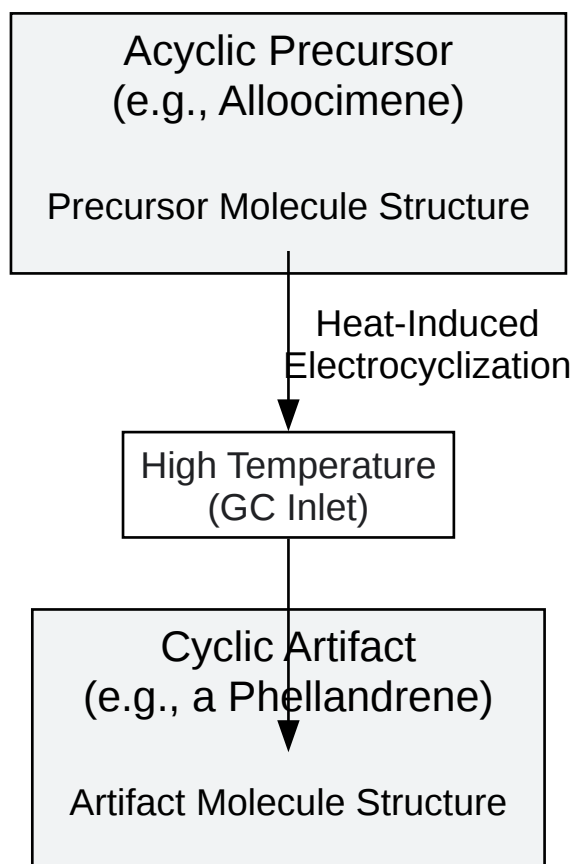 Acyclic Precursor
(e.g., Alloocimene)
Precursor Molecule Structure
Heat-Induced
Electrocyclization
High Temperature
(GC Inlet)
Cyclic Artifact
(e.g., a Phellandrene)
Artifact Molecule Structure